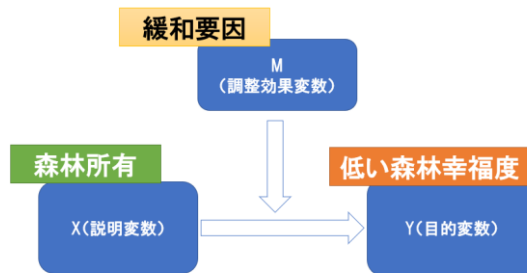 緩和要因
M
(調整効果変数)
森林所有
低い森林幸福度
X(説明変数)
Y(目的変数)